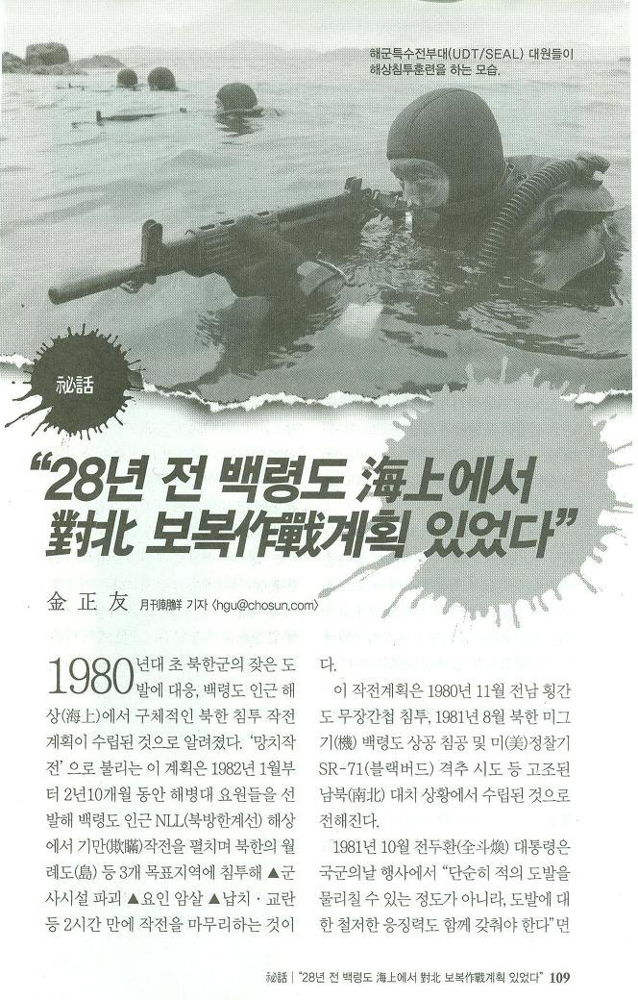 해군특수전부대(UDT/SEAL) 대원들이
해상침투훈련을 하는 모습.
祕話
“28년 전 백령도 海上에서
對北 보복作戰계획 있었다”
金正友 月刊朝鮮 기자 〈hgu@chosun.com〉
1980년대 초 북한군의 잦은 도
발에 대응, 백령도 인근 해
상(海上)에서 구체적인 북한 침투 작전
계획이 수립된 것으로 알려졌다. ‘망치작
전’으로 불리는 이 계획은 1982년 1월부
터 2년10개월 동안 해병대 요원들을 선
발해 백령도 인근 NLL(북방한계선) 해상
에서 기만(欺瞞)작전을 펼치며 북한의 월
례도(島) 등 3개 목표지역에 침투해 ▲군
사시설 파괴 ▲요인 암살 ▲납치·교란
등 2시간 만에 작전을 마무리하는 것이
다.
이 작전계획은 1980년 11월 전남 횡간
도 무장간첩 침투, 1981년 8월 북한 미그
기(機) 백령도 상공 침공 및 미(美)정찰기
SR-71(블랙버드) 격추 시도 등 고조된
남북(南北) 대치 상황에서 수립된 것으로
전해진다.
1981년 10월 전두환(全斗煥) 대통령은
국군의날 행사에서 “단순히 적의 도발을
물리칠 수 있는 정도가 아니라, 도발에 대
한 철저한 응징력도 함께 갖춰야 한다”면
祕話｜“28년 전 백령도 海上에서 對北 보복作戰계획 있었다” 109